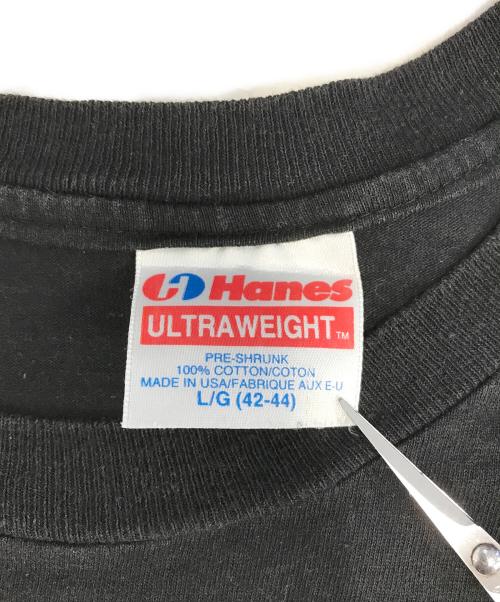 Hanes
ULTRAWEIGHT™
PRE-SHRUNK
100% COTTON/COTON
MADE IN USA/FABRIQUE AUX E-U
L/G (42-44)